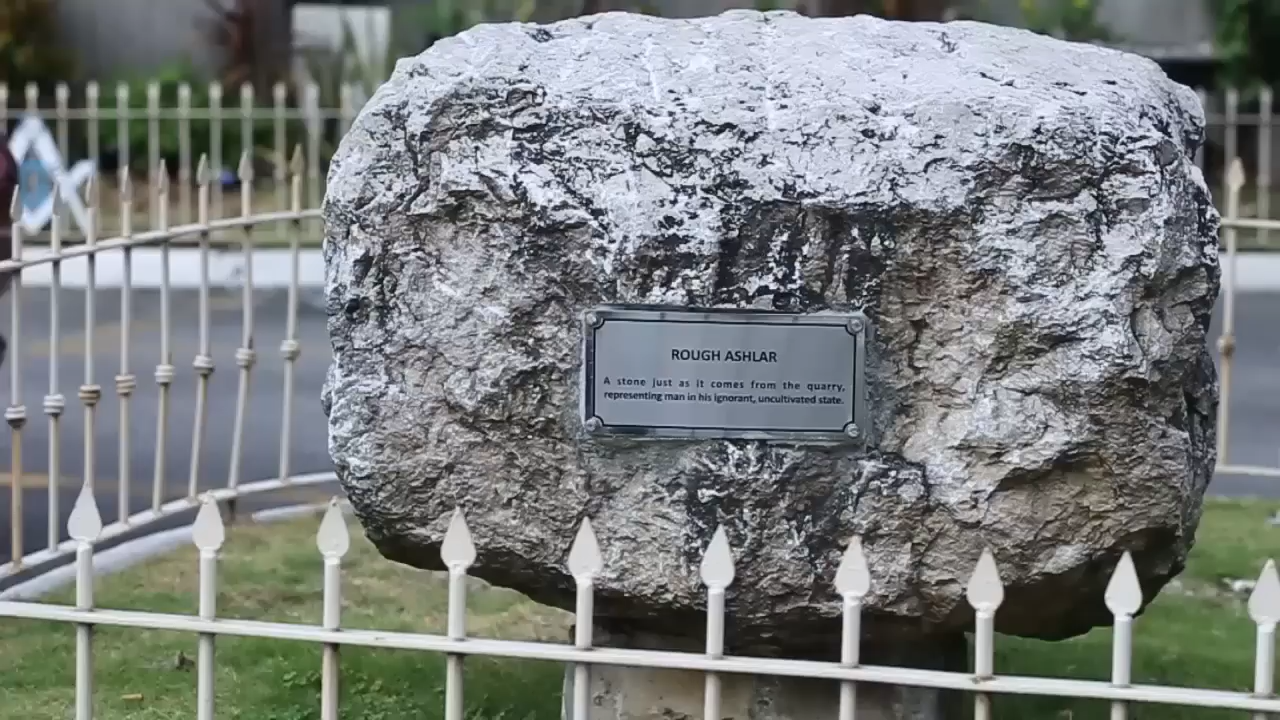 ROUGH ASHLAR
A stone just as it comes from the quarry,
representing man in his ignorant, uncultivated state.